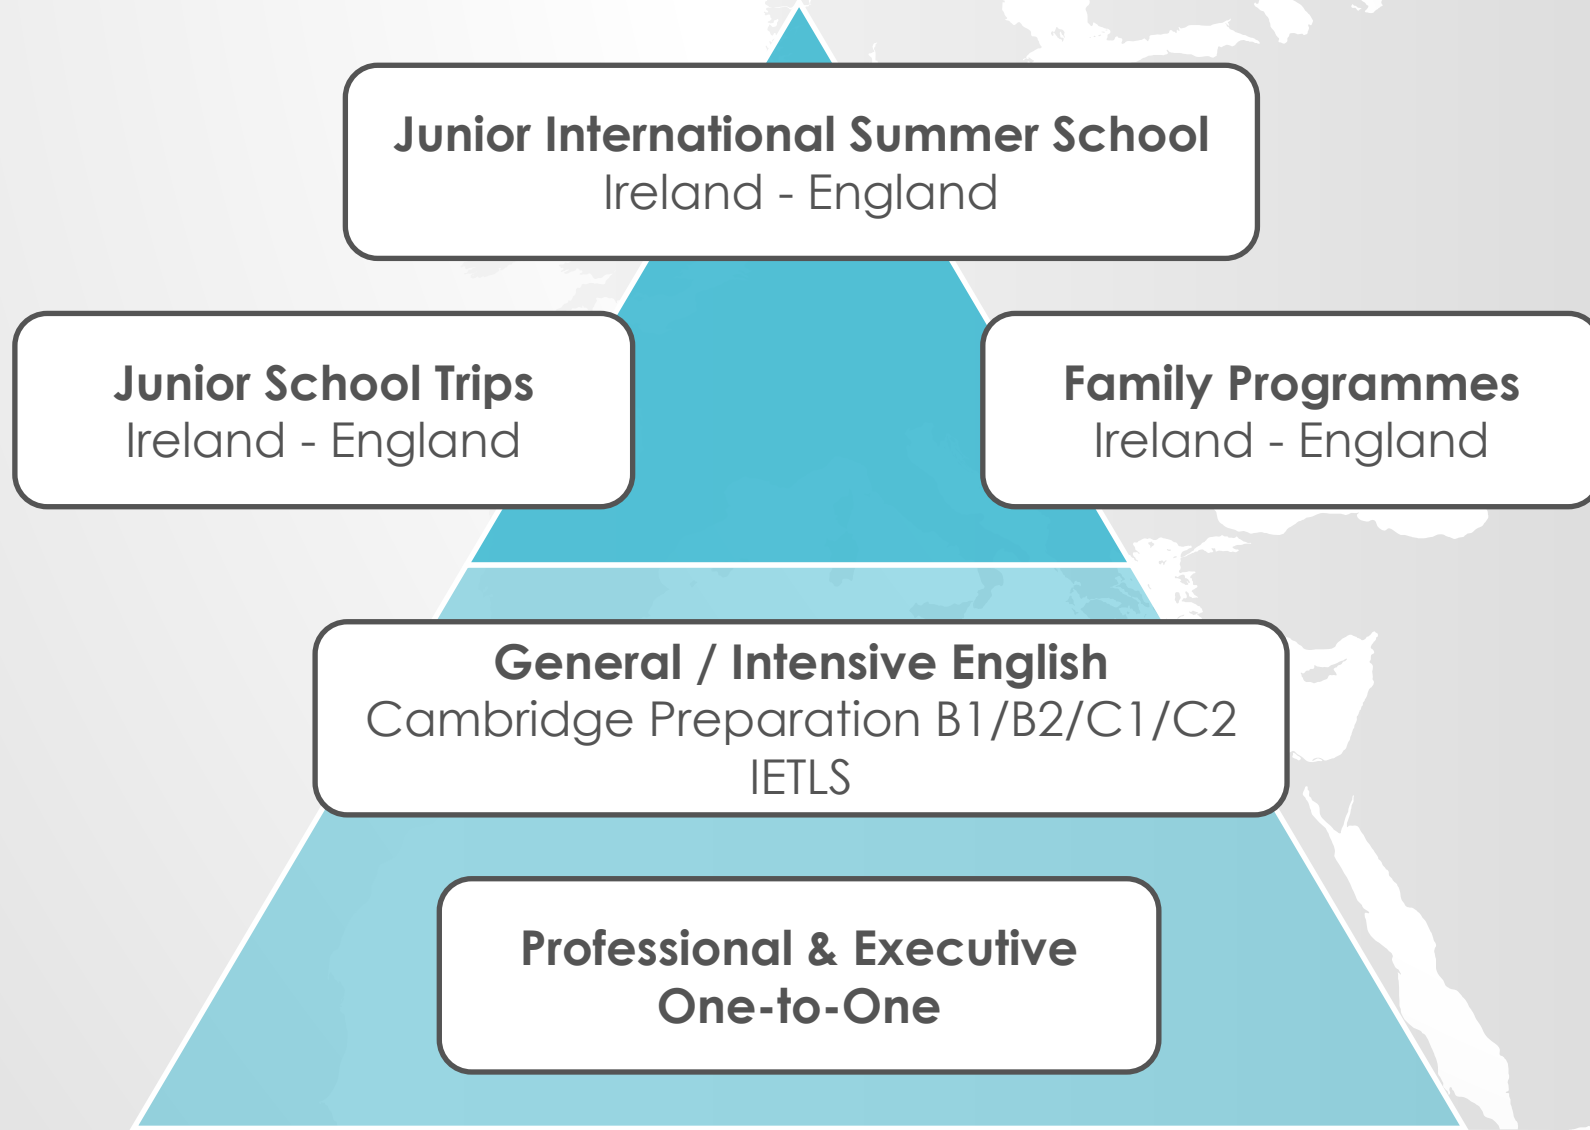 Junior International Summer School
Ireland - England
Junior School Trips
Ireland - England
Family Programmes
Ireland - England
General / Intensive English
Cambridge Preparation B1/B2/C1/C2
IETLS
Professional & Executive
One-to-One